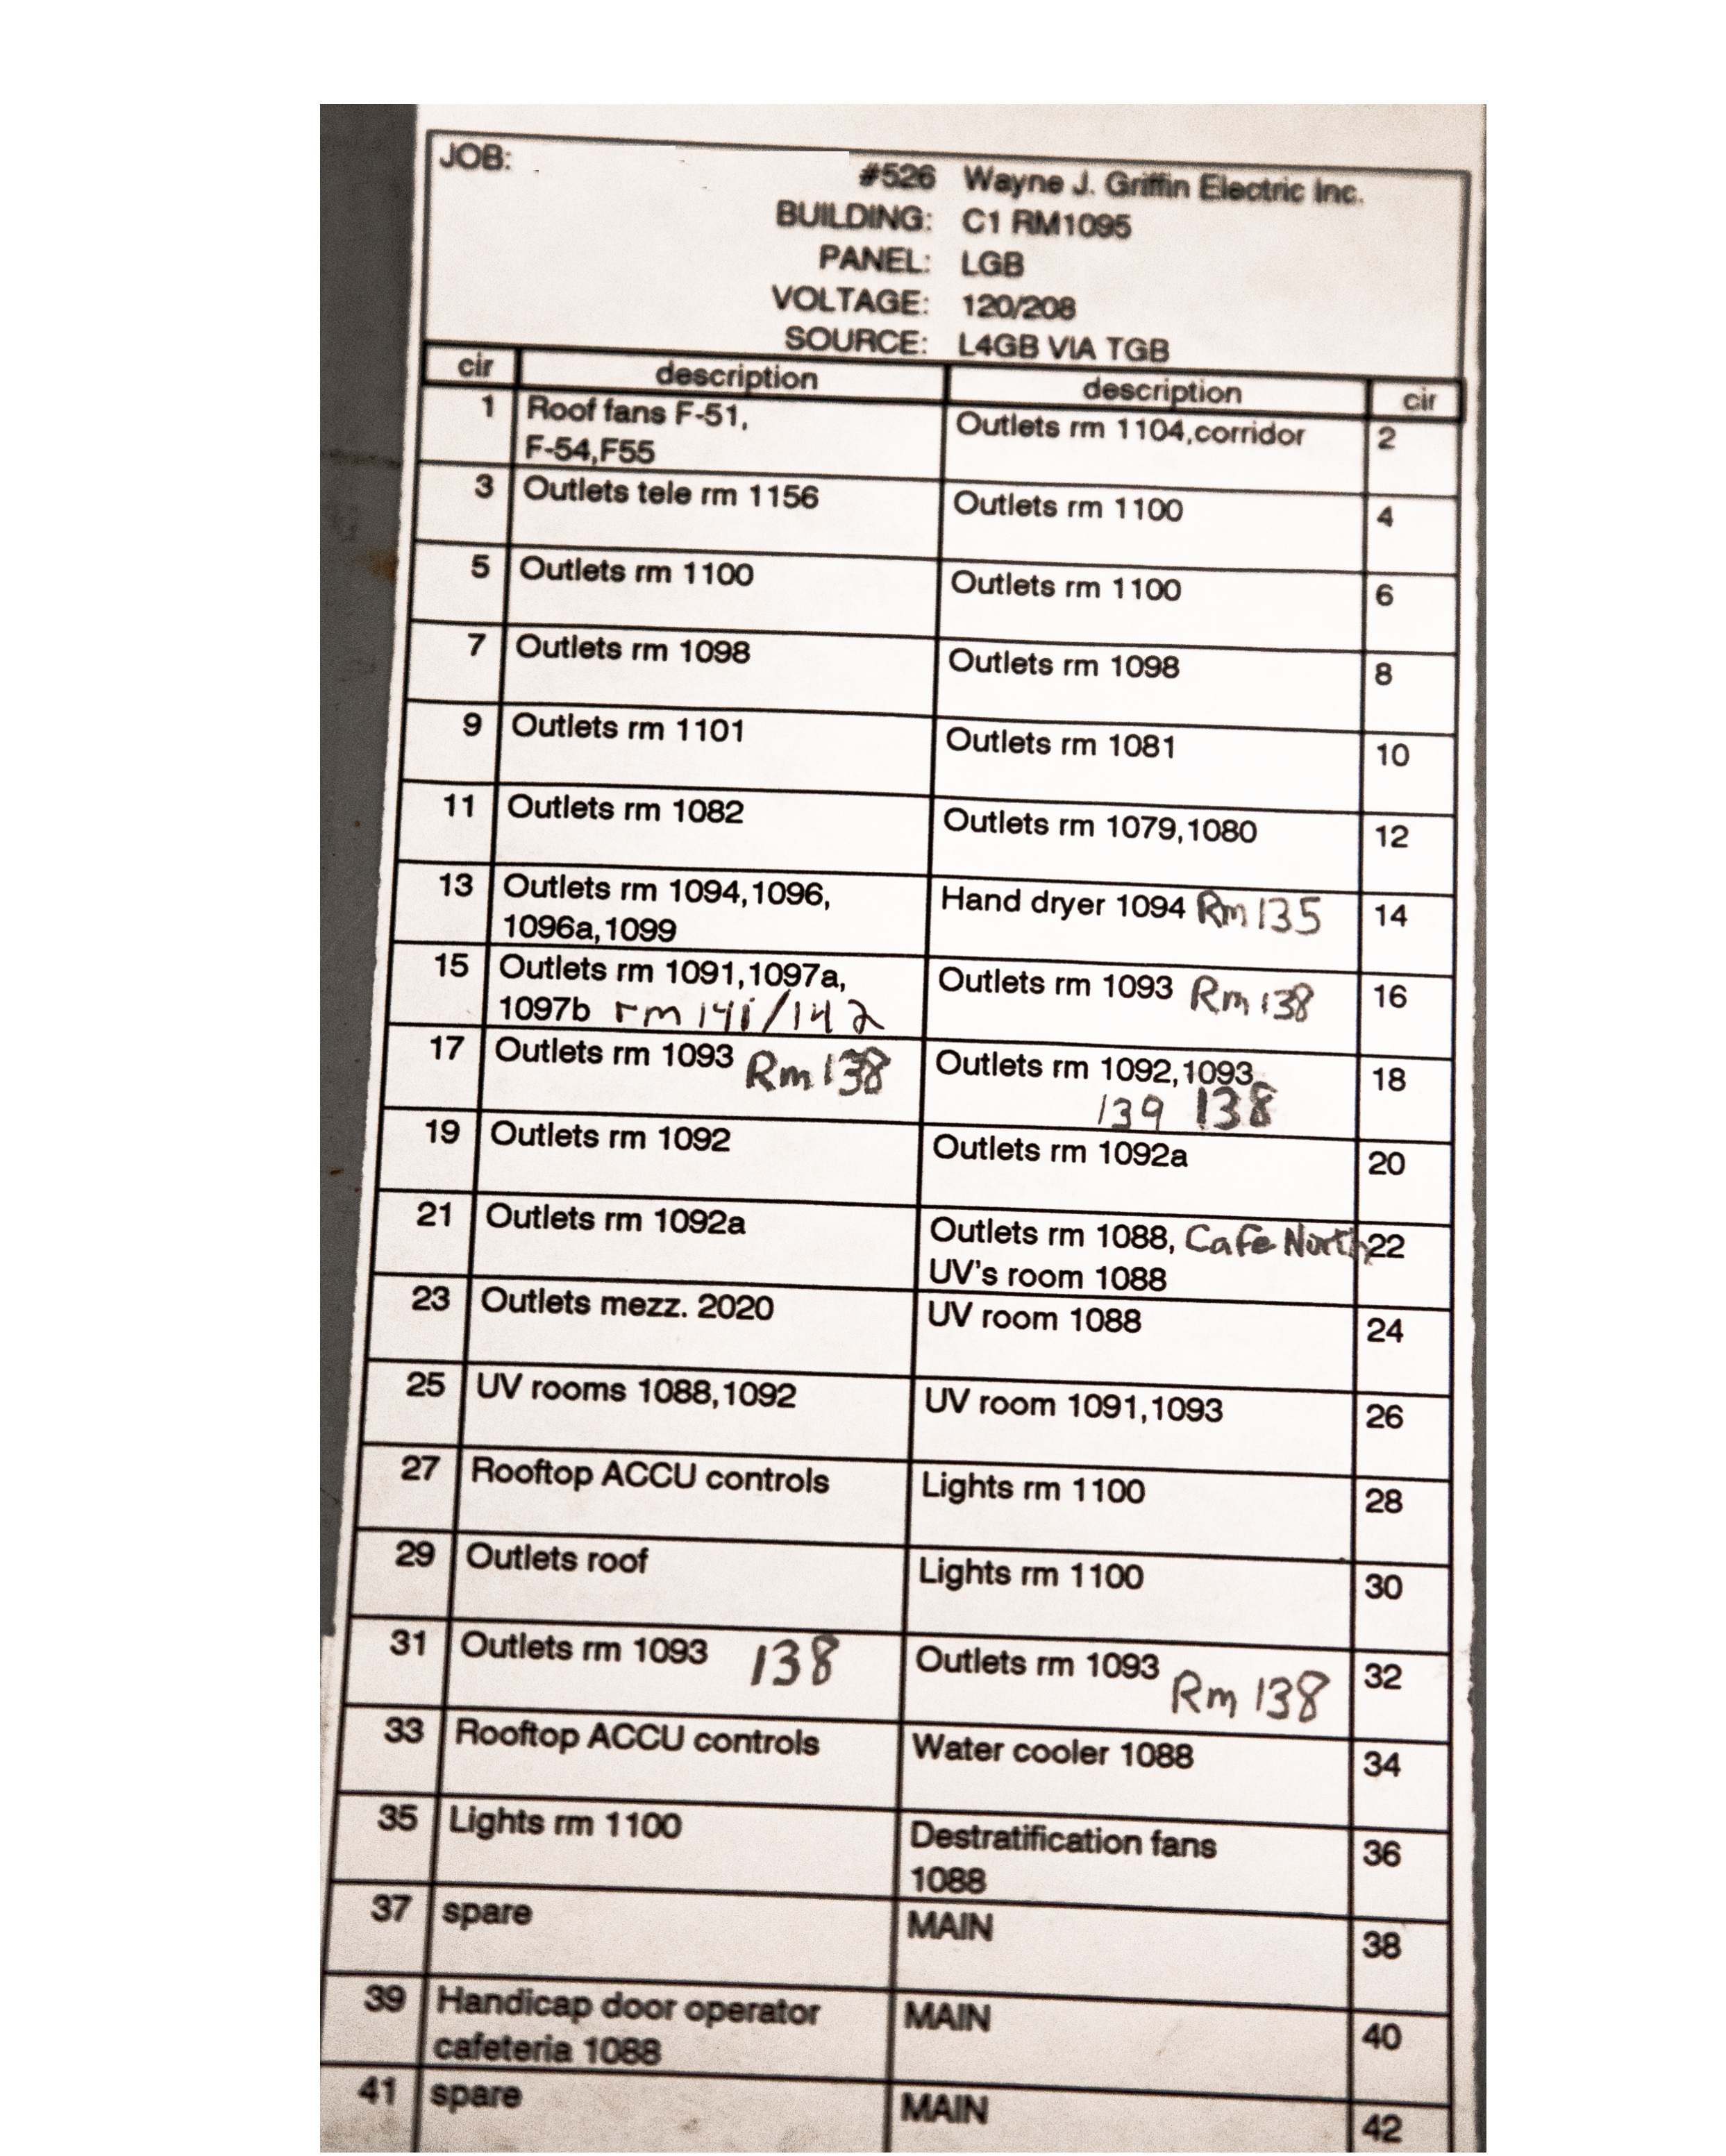 JOB:
#526 Wayne J. Griffin Electric Inc.
BUILDING: C1 RM1095
PANEL: LGB
VOLTAGE: 120/208
SOURCE: L4GB VIA TGB
cir description description cir
1 Roof fans F-51, Outlets rm 1104,corridor 2
F-54,F55
3 Outlets tele rm 1156 Outlets rm 1100 4
5 Outlets rm 1100 Outlets rm 1100 6
7 Outlets rm 1098 Outlets rm 1098 8
9 Outlets rm 1101 Outlets rm 1081 10
11 Outlets rm 1082 Outlets rm 1079,1080 12
13 Outlets rm 1094,1096, Hand dryer 1094 Rm 135 14
1096a,1099
15 Outlets rm 1091,1097a, Outlets rm 1093 Rm 138 16
1097b rm 141/142
17 Outlets rm 1093 Rm 138 Outlets rm 1092,1093 18
139 138
19 Outlets rm 1092 Outlets rm 1092a 20
21 Outlets rm 1092a Outlets rm 1088, Cafe North 22
UV's room 1088
23 Outlets mezz. 2020 UV room 1088 24
25 UV rooms 1088,1092 UV room 1091,1093 26
27 Rooftop ACCU controls Lights rm 1100 28
29 Outlets roof Lights rm 1100 30
31 Outlets rm 1093 138 Outlets rm 1093 Rm 138 32
33 Rooftop ACCU controls Water cooler 1088 34
35 Lights rm 1100 Destratification fans 36
1088
37 spare MAIN 38
39 Handicap door operator MAIN 40
cafeteria 1088
41 spare MAIN 42